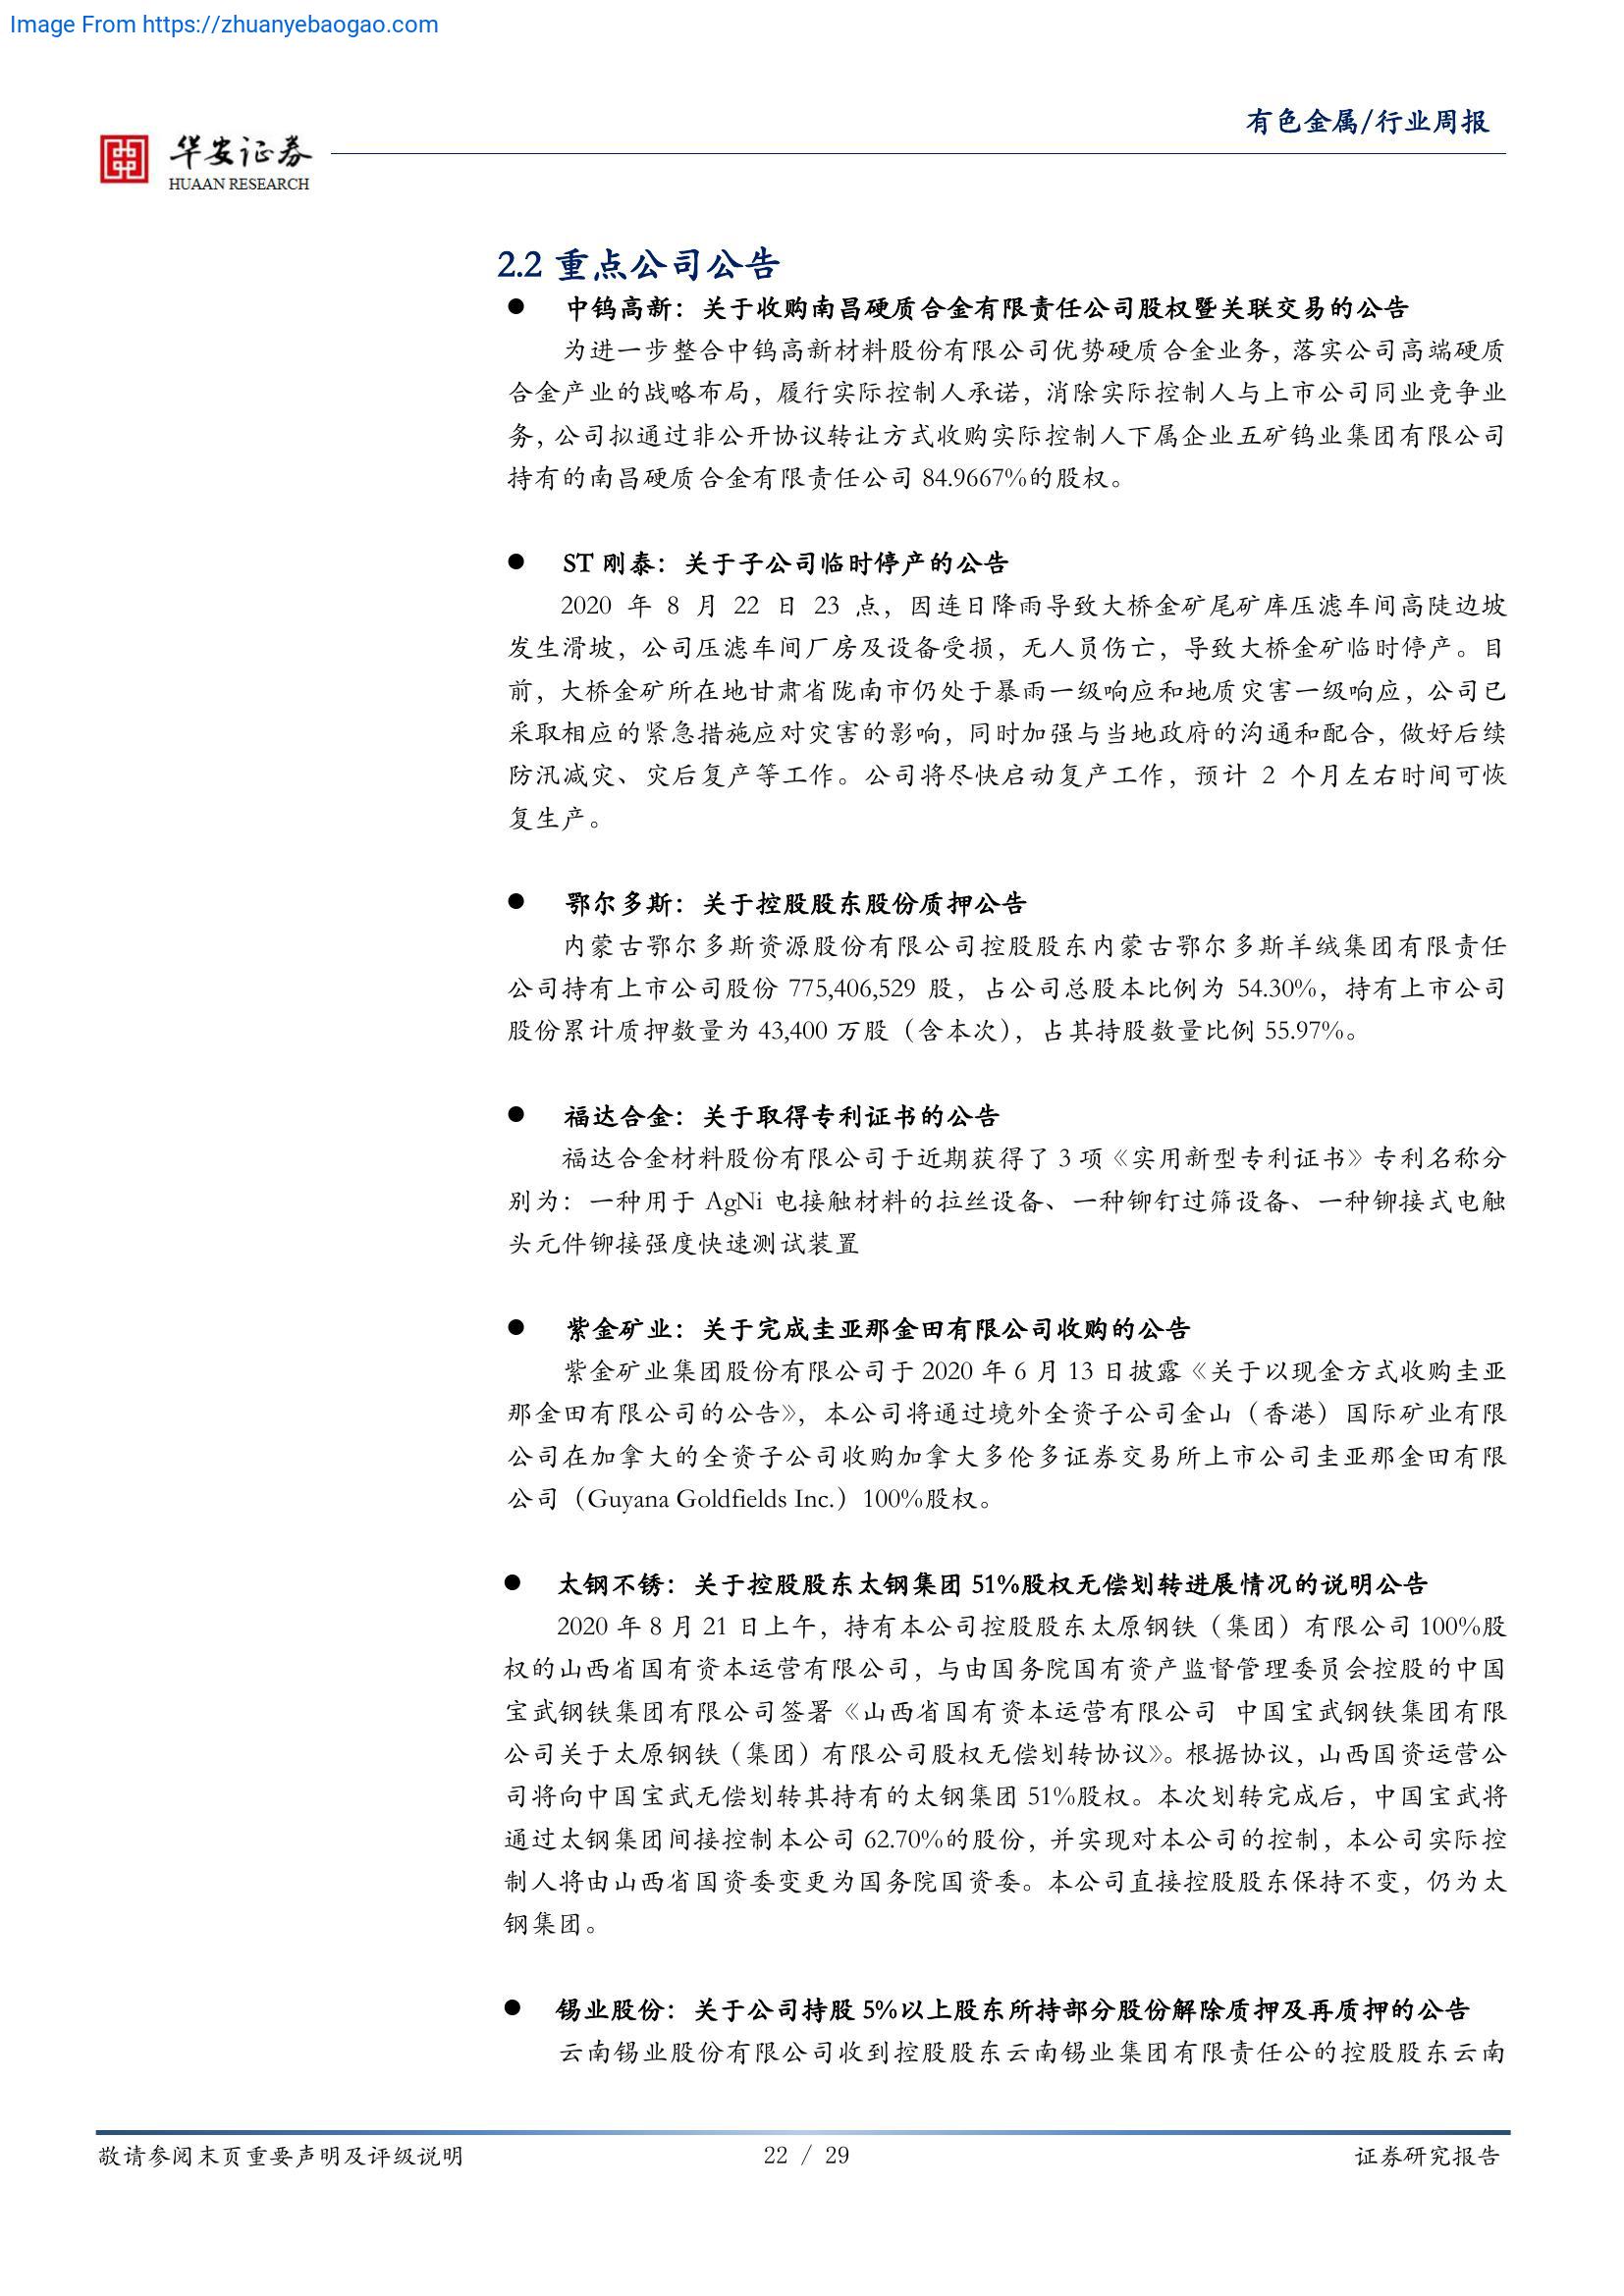 Image From https://zhuanyebaogao.com
有色金属/行业周报
华安证券
HUAAN RESEARCH
2.2 重点公司公告
● 中钨高新：关于收购南昌硬质合金有限责任公司股权暨关联交易的公告
为进一步整合中钨高新材料股份有限公司优势硬质合金业务，落实公司高端硬质
合金产业的战略布局，履行实际控制人承诺，消除实际控制人与上市公司同业竞争业
务，公司拟通过非公开协议转让方式收购实际控制人下属企业五矿钨业集团有限公司
持有的南昌硬质合金有限责任公司 84.9667%的股权。
● ST 刚泰：关于子公司临时停产的公告
2020 年 8 月 22 日 23 点，因连日降雨导致大桥金矿尾矿库压滤车间高陡边坡
发生滑坡，公司压滤车间厂房及设备受损，无人员伤亡，导致大桥金矿临时停产。目
前，大桥金矿所在地甘肃省陇南市仍处于暴雨一级响应和地质灾害一级响应，公司已
采取相应的紧急措施应对灾害的影响，同时加强与当地政府的沟通和配合，做好后续
防汛减灾、灾后复产等工作。公司将尽快启动复产工作，预计 2 个月左右时间可恢
复生产。
● 鄂尔多斯：关于控股股东股份质押公告
内蒙古鄂尔多斯资源股份有限公司控股股东内蒙古鄂尔多斯羊绒集团有限责任
公司持有上市公司股份 775,406,529 股，占公司总股本比例为 54.30%，持有上市公司
股份累计质押数量为 43,400 万股（含本次），占其持股数量比例 55.97%。
● 福达合金：关于取得专利证书的公告
福达合金材料股份有限公司于近期获得了 3 项《实用新型专利证书》专利名称分
别为：一种用于 AgNi 电接触材料的拉丝设备、一种铆钉过筛设备、一种铆接式电触
头元件铆接强度快速测试装置
● 紫金矿业：关于完成圭亚那金田有限公司收购的公告
紫金矿业集团股份有限公司于 2020 年 6 月 13 日披露《关于以现金方式收购圭亚
那金田有限公司的公告》，本公司将通过境外全资子公司金山（香港）国际矿业有限
公司在加拿大的全资子公司收购加拿大多伦多证券交易所上市公司圭亚那金田有限
公司（Guyana Goldfields Inc.）100%股权。
● 太钢不锈：关于控股股东太钢集团 51%股权无偿划转进展情况的说明公告
2020 年 8 月 21 日上午，持有本公司控股股东太原钢铁（集团）有限公司 100%股
权的山西省国有资本运营有限公司，与由国务院国有资产监督管理委员会控股的中国
宝武钢铁集团有限公司签署《山西省国有资本运营有限公司 中国宝武钢铁集团有限
公司关于太原钢铁（集团）有限公司股权无偿划转协议》。根据协议，山西国资运营公
司将向中国宝武无偿划转其持有的太钢集团 51%股权。本次划转完成后，中国宝武将
通过太钢集团间接控制本公司 62.70%的股份，并实现对本公司的控制，本公司实际控
制人将由山西省国资委变更为国务院国资委。本公司直接控股股东保持不变，仍为太
钢集团。
● 锡业股份：关于公司持股 5%以上股东所持部分股份解除质押及再质押的公告
云南锡业股份有限公司收到控股股东云南锡业集团有限责任公的控股股东云南
敬请参阅末页重要声明及评级说明
22 / 29
证券研究报告